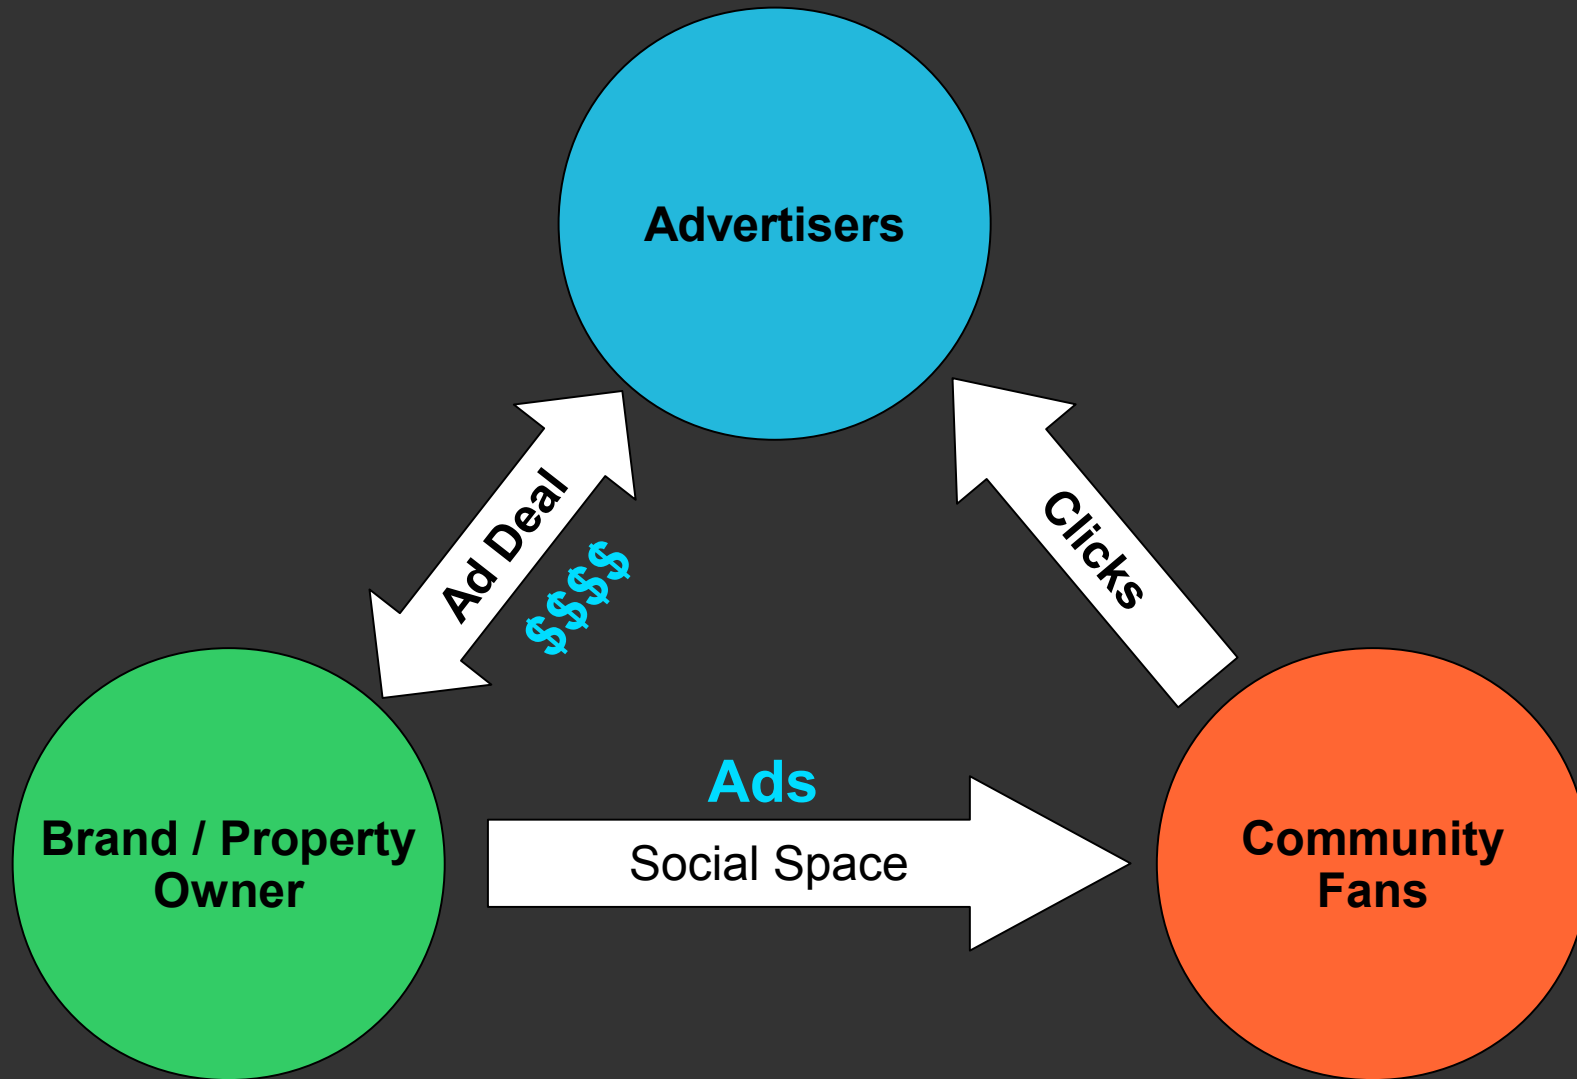 Advertisers
Ad Deal
$$$$
Clicks
Ads
Social Space
Brand / Property
Owner
Community
Fans